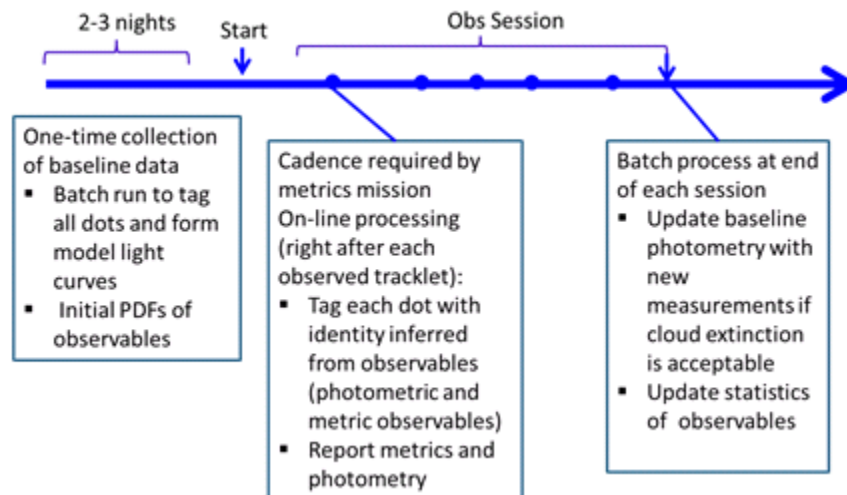 2-3 nights
Start
Obs Session
One-time collection
of baseline data
▪ Batch run to tag
all dots and form
model light
curves
▪ Initial PDFs of
observables
Cadence required by
metrics mission
On-line processing
(right after each
observed tracklet):
▪ Tag each dot with
identity inferred
from observables
(photometric and
metric observables)
▪ Report metrics and
photometry
Batch process at end
of each session
▪ Update baseline
photometry with
new
measurements if
cloud extinction
is acceptable
▪ Update statistics
of observables